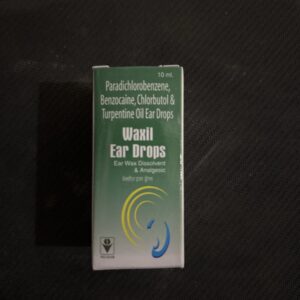 10 ml.
Paradichlorobenzene,
Benzocaine, Chlorbutol &
Turpentine Oil Ear Drops
Waxil
Ear Drops
Ear Wax Dissolvent
& Analgesic